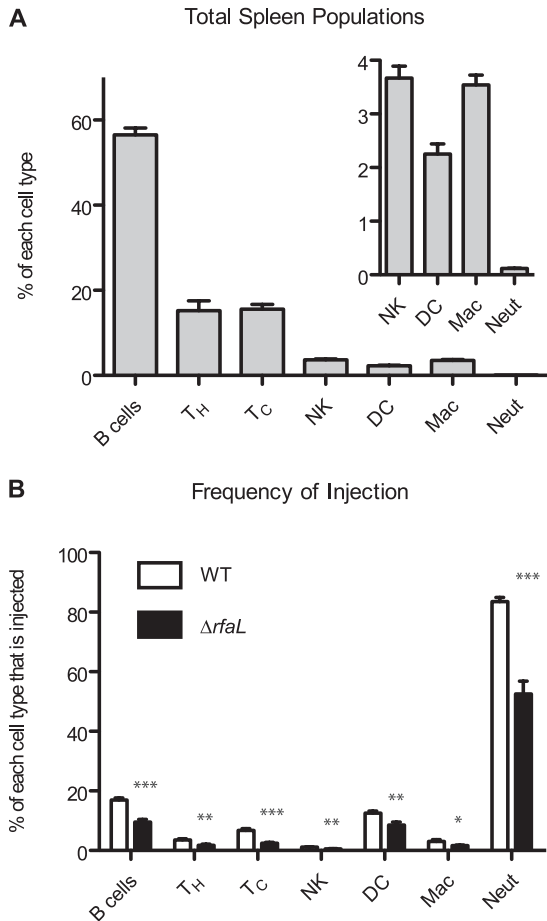 A
Total Spleen Populations
% of each cell type
60
40
20
0
B cells
TH
TC
NK
DC
Mac
Neut
4
3
2
1
0
NK
DC
Mac
Neut
B
Frequency of Injection
% of each cell type that is injected
100
80
60
40
20
0
WT
ΔrfaL
***
**
***
**
**
*
***
B cells
TH
TC
NK
DC
Mac
Neut